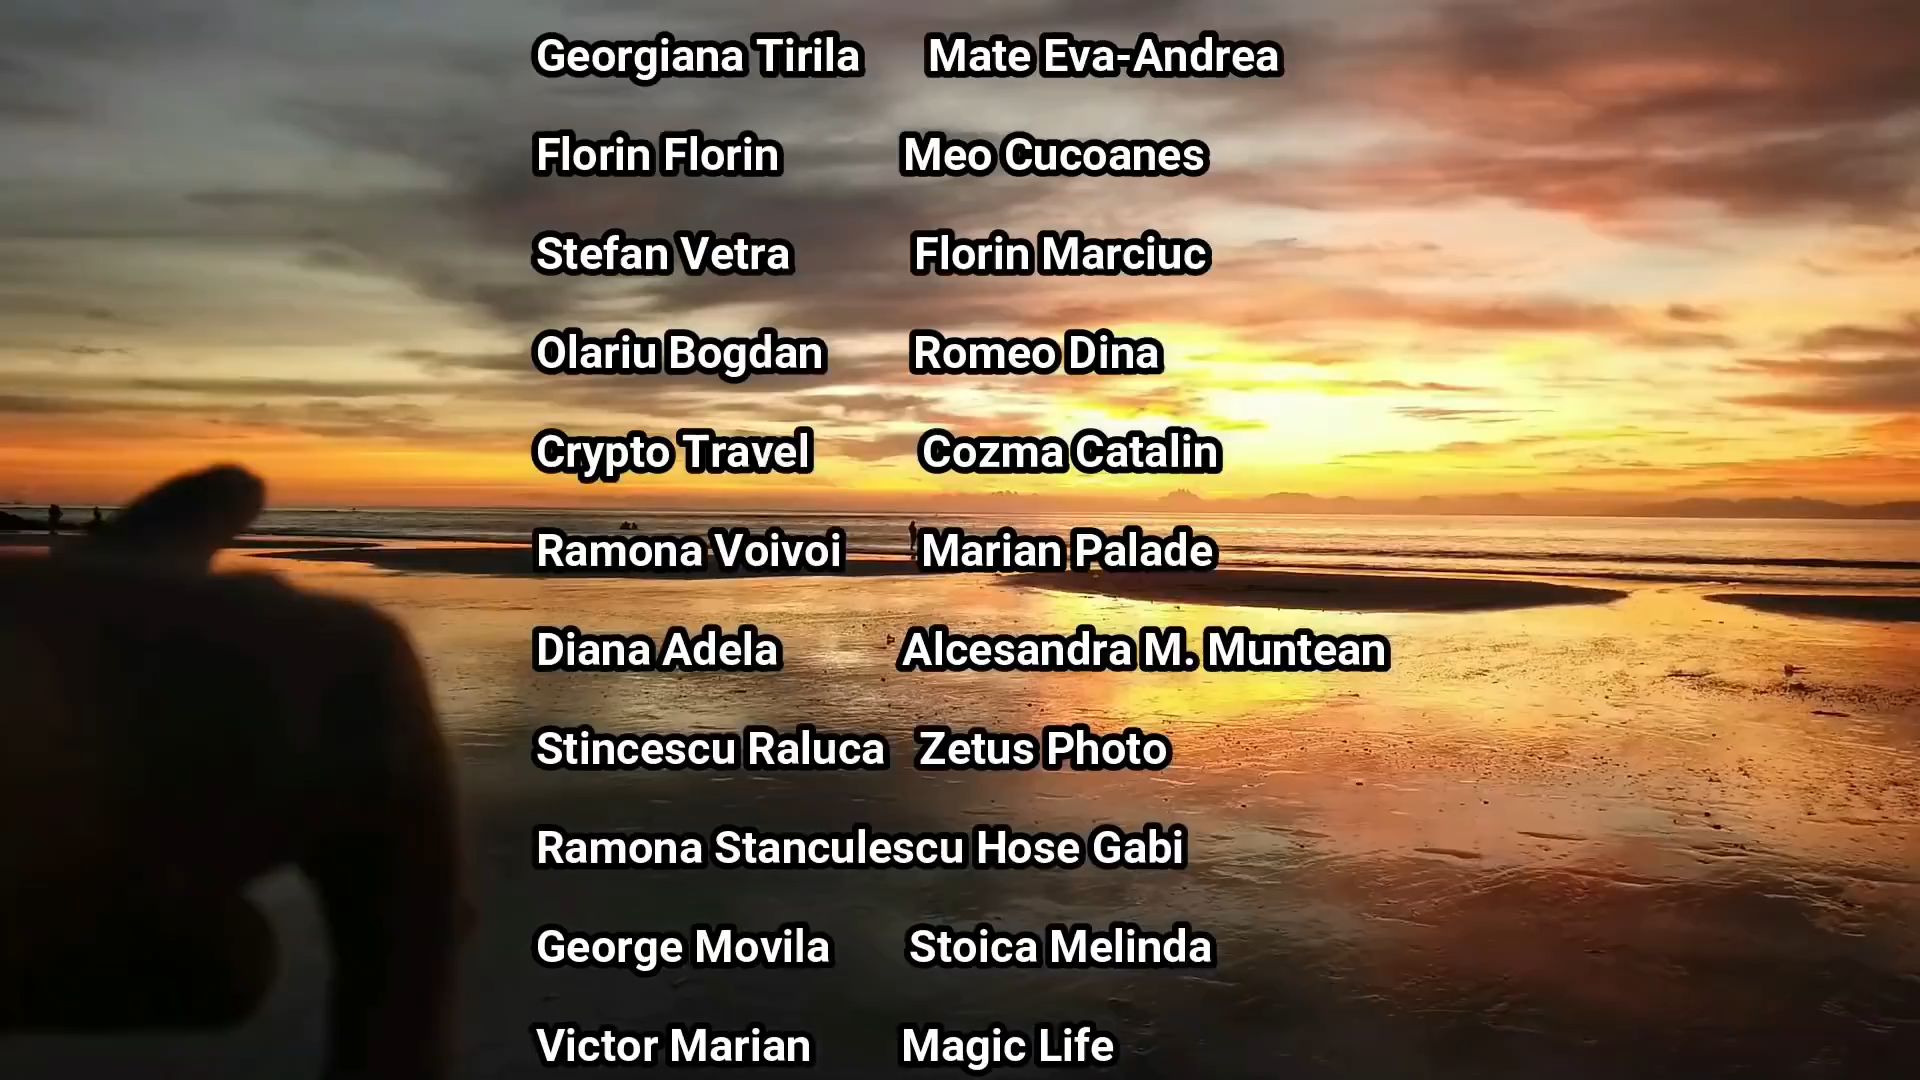 Georgiana Tirila Mate Eva-Andrea
Florin Florin Meo Cucoanes
Stefan Vetra Florin Marciuc
Olariu Bogdan Romeo Dina
Crypto Travel Cozma Catalin
Ramona Voivoi Marian Palade
Diana Adela Alcesandra M. Muntean
Stincescu Raluca Zetus Photo
Ramona Stanculescu Hose Gabi
George Movila Stoica Melinda
Victor Marian Magic Life